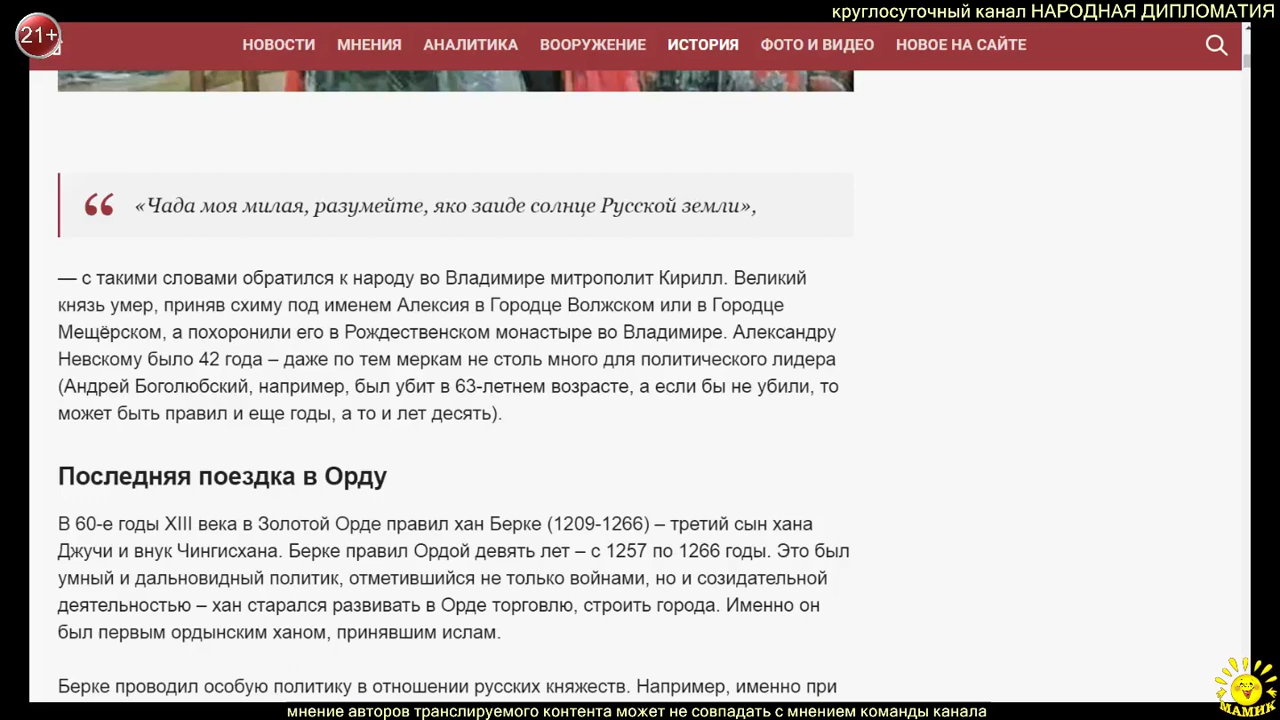 круглосуточный канал НАРОДНАЯ ДИПЛОМАТИЯ
21+
НОВОСТИ МНЕНИЯ АНАЛИТИКА ВООРУЖЕНИЕ ИСТОРИЯ ФОТО И ВИДЕО НОВОЕ НА САЙТЕ
«Чада моя милая, разумейте, яко заиде солнце Русской земли»,
— с такими словами обратился к народу во Владимире митрополит Кирилл. Великий
князь умер, приняв схиму под именем Алексия в Городце Волжском или в Городце
Мещёрском, а похоронили его в Рождественском монастыре во Владимире. Александру
Невскому было 42 года – даже по тем меркам не столь много для политического лидера
(Андрей Боголюбский, например, был убит в 63-летнем возрасте, а если бы не убили, то
может быть правил и еще годы, а то и лет десять).
Последняя поездка в Орду
В 60-е годы XIII века в Золотой Орде правил хан Берке (1209-1266) – третий сын хана
Джучи и внук Чингисхана. Берке правил Ордой девять лет – с 1257 по 1266 годы. Это был
умный и дальновидный политик, отметившийся не только войнами, но и созидательной
деятельностью – хан старался развивать в Орде торговлю, строить города. Именно он
был первым ордынским ханом, принявшим ислам.
Берке проводил особую политику в отношении русских княжеств. Например, именно при
МАМИК
мнение авторов транслируемого контента может не совпадать с мнением команды канала